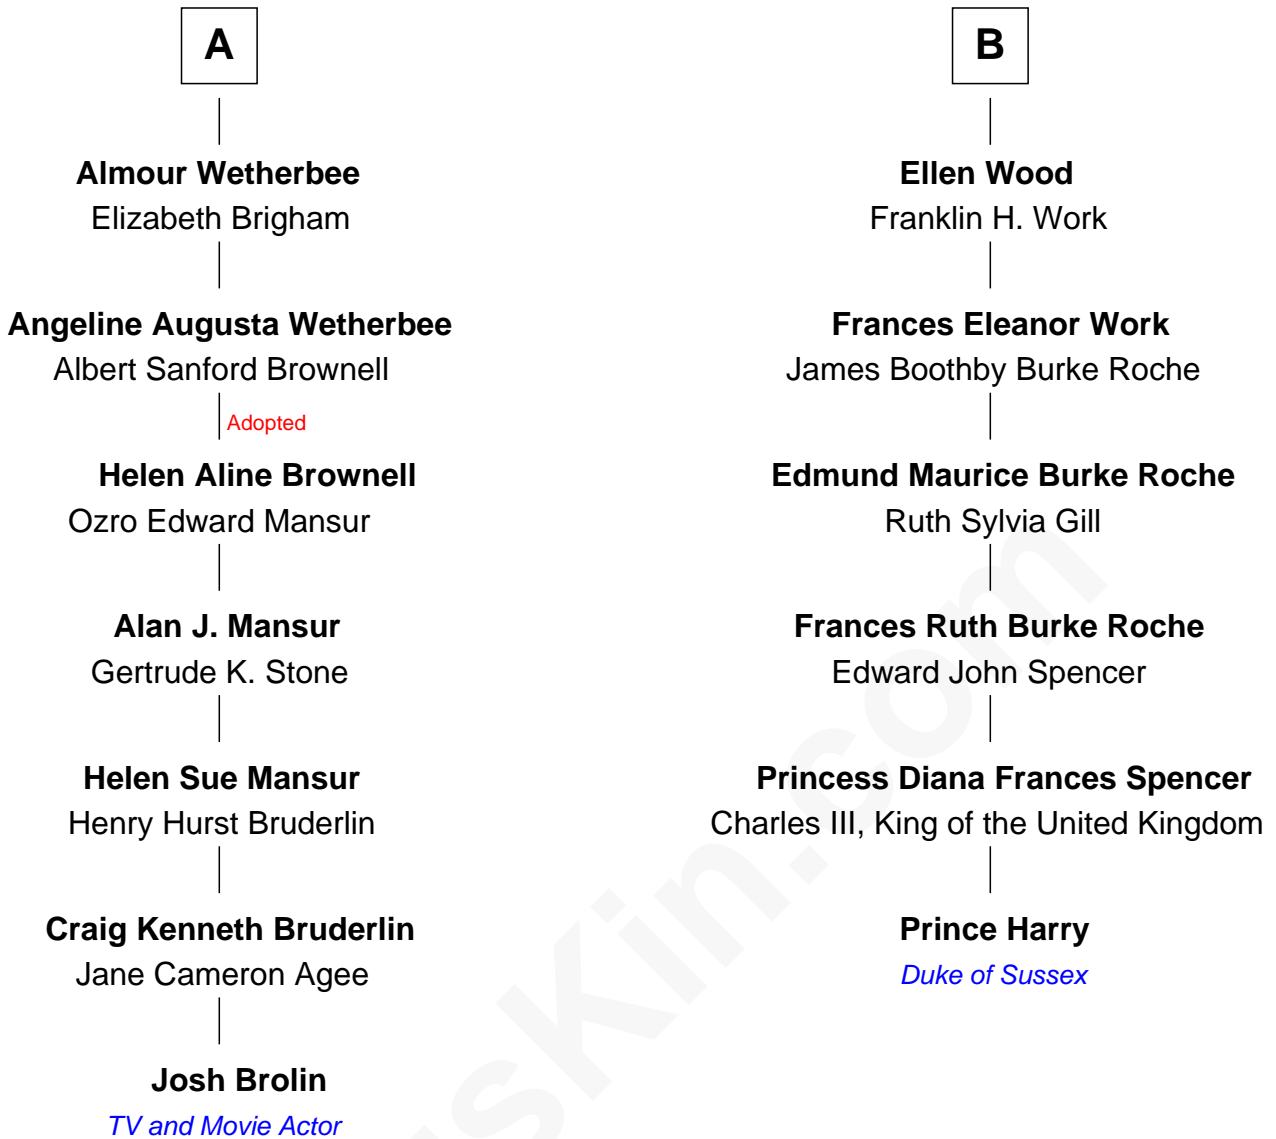 A
Almour Wetherbee
Elizabeth Brigham
Angeline Augusta Wetherbee
Albert Sanford Brownell
Adopted
Helen Aline Brownell
Ozro Edward Mansur
Alan J. Mansur
Gertrude K. Stone
Helen Sue Mansur
Henry Hurst Bruderlin
Craig Kenneth Bruderlin
Jane Cameron Agee
Josh Brolin
TV and Movie Actor
B
Ellen Wood
Franklin H. Work
Frances Eleanor Work
James Boothby Burke Roche
Edmund Maurice Burke Roche
Ruth Sylvia Gill
Frances Ruth Burke Roche
Edward John Spencer
Princess Diana Frances Spencer
Charles III, King of the United Kingdom
Prince Harry
Duke of Sussex
usKin.com